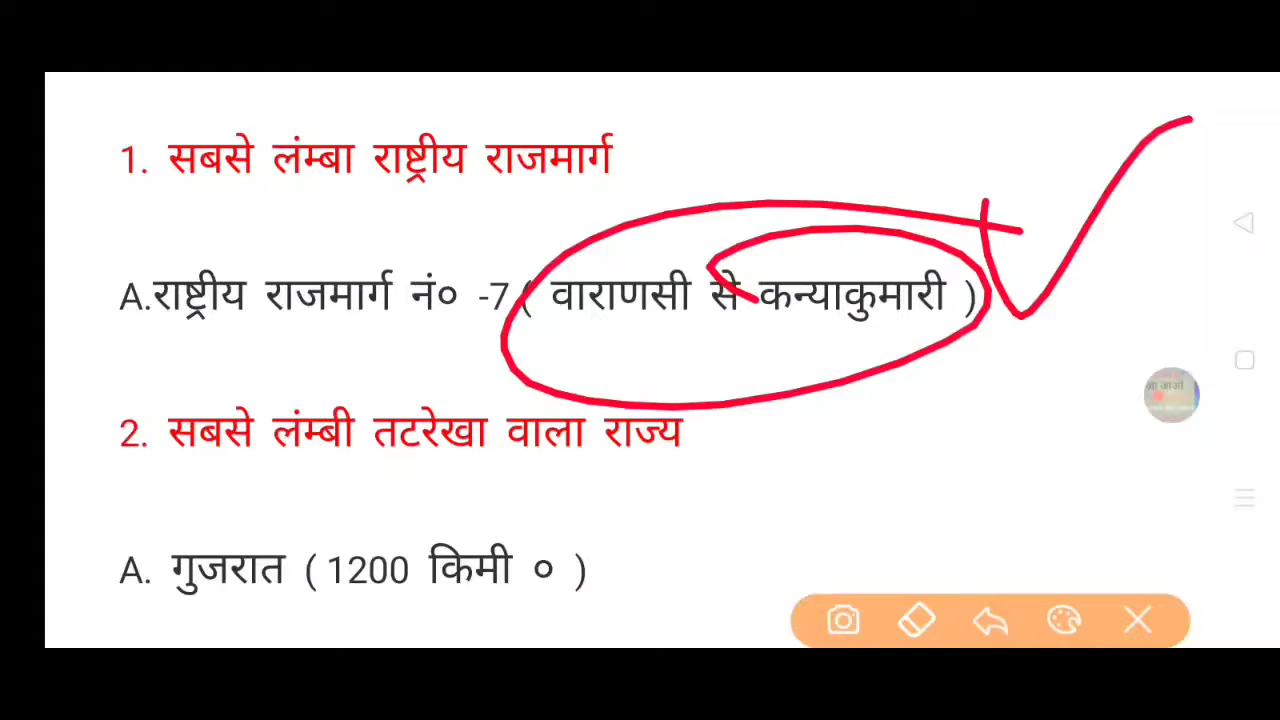 1. सबसे लंम्बा राष्ट्रीय राजमार्ग
A.राष्ट्रीय राजमार्ग नं० -7 ( वाराणसी से कन्याकुमारी )
2. सबसे लंम्बी तटरेखा वाला राज्य
A. गुजरात ( 1200 किमी ० )